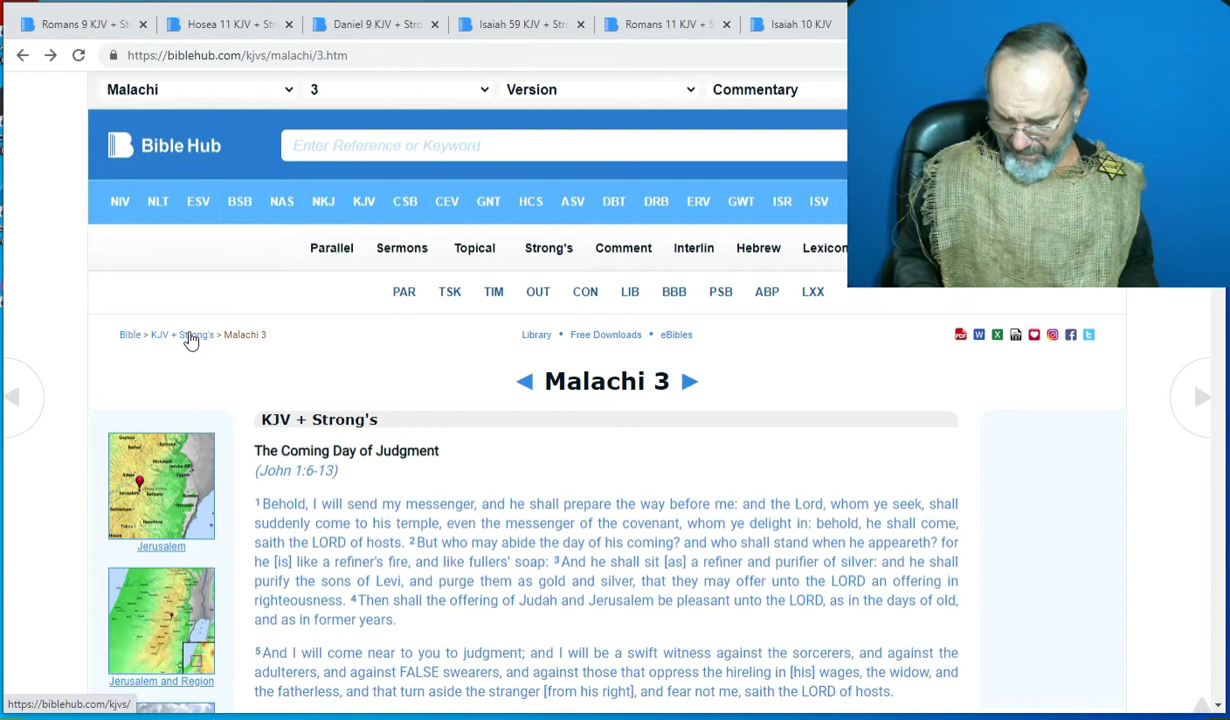 Romans 9 KJV + Str
Hosea 11 KJV + Stro
Daniel 9 KJV + Stro
Isaiah 59 KJV + Stro
Romans 11 KJV + S
Isaiah 10 KJV
https://biblehub.com/kjvs/malachi/3.htm
Malachi 3 Version Commentary
Bible Hub Enter Reference or Keyword
NIV NLT ESV BSB NAS NKJ KJV CSB CEV GNT HCS ASV DBT DRB ERV GWT ISR ISV
Parallel Sermons Topical Strong's Comment Interlin Hebrew Lexicon
PAR TSK TIM OUT CON LIB BBB PSB ABP LXX
Bible > KJV + Strong's > Malachi 3
Library • Free Downloads • eBibles
Malachi 3
KJV + Strong's
The Coming Day of Judgment
(John 1:6-13)
1Behold, I will send my messenger, and he shall prepare the way before me: and the Lord, whom ye seek, shall
suddenly come to his temple, even the messenger of the covenant, whom ye delight in: behold, he shall come,
saith the LORD of hosts. 2But who may abide the day of his coming? and who shall stand when he appeareth? for
he [is] like a refiner's fire, and like fullers' soap: 3And he shall sit [as] a refiner and purifier of silver: and he shall
purify the sons of Levi, and purge them as gold and silver, that they may offer unto the LORD an offering in
righteousness. 4Then shall the offering of Judah and Jerusalem be pleasant unto the LORD, as in the days of old,
and as in former years.
5And I will come near to you to judgment; and I will be a swift witness against the sorcerers, and against the
adulterers, and against FALSE swearers, and against those that oppress the hireling in [his] wages, the widow, and
the fatherless, and that turn aside the stranger [from his right], and fear not me, saith the LORD of hosts.
Jerusalem
Jerusalem and Region
https://biblehub.com/kjvs/